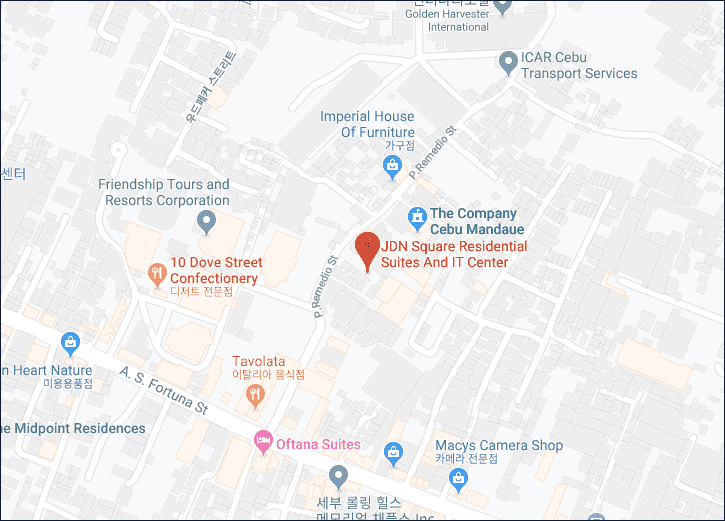 Golden Harvester
International
ICAR Cebu
Transport Services
우드페커 스트리트
Imperial House
Of Furniture
가구점
P.Remedio St
센터
Friendship Tours and
Resorts Corporation
The Company
Cebu Mandaue
JDN Square Residential
Suites And IT Center
10 Dove Street
Confectionery
디저트 전문점
P.Remedio St
Heart Nature
미용용품점
A. S. Fortuna St
Tavolata
이탈리아 음식점
Midpoint Residences
Oftana Suites
Macys Camera Shop
카메라 전문점
세부 롤링 힐스
메모리얼 채플스 Inc